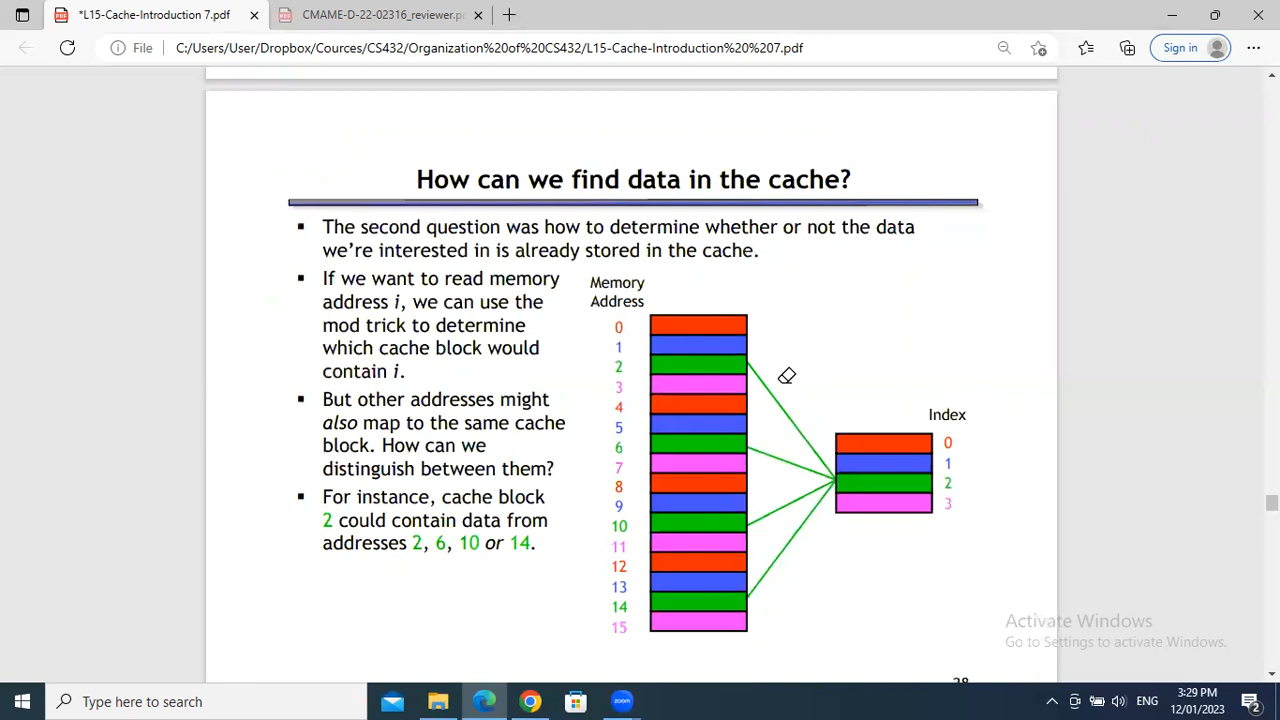 *L15-Cache-Introduction 7.pdf
CMAME-D-22-02316_reviewer.pd
File
C:/Users/User/Dropbox/Cources/CS432/Organization%20of%20CS432/L15-Cache-Introduction%20%207.pdf
Sign in
How can we find data in the cache?
The second question was how to determine whether or not the data
we're interested in is already stored in the cache.
If we want to read memory
address i, we can use the
mod trick to determine
which cache block would
contain i.
But other addresses might
also map to the same cache
block. How can we
distinguish between them?
For instance, cache block
2 could contain data from
addresses 2, 6, 10 or 14.
Memory
Address
0
1
2
3
4
5
6
7
8
9
10
11
12
13
14
15
Index
0
1
2
3
Activate Windows
Go to Settings to activate Windows.
28
Type here to search
zoom
ENG
3:29 PM
12/01/2023
2